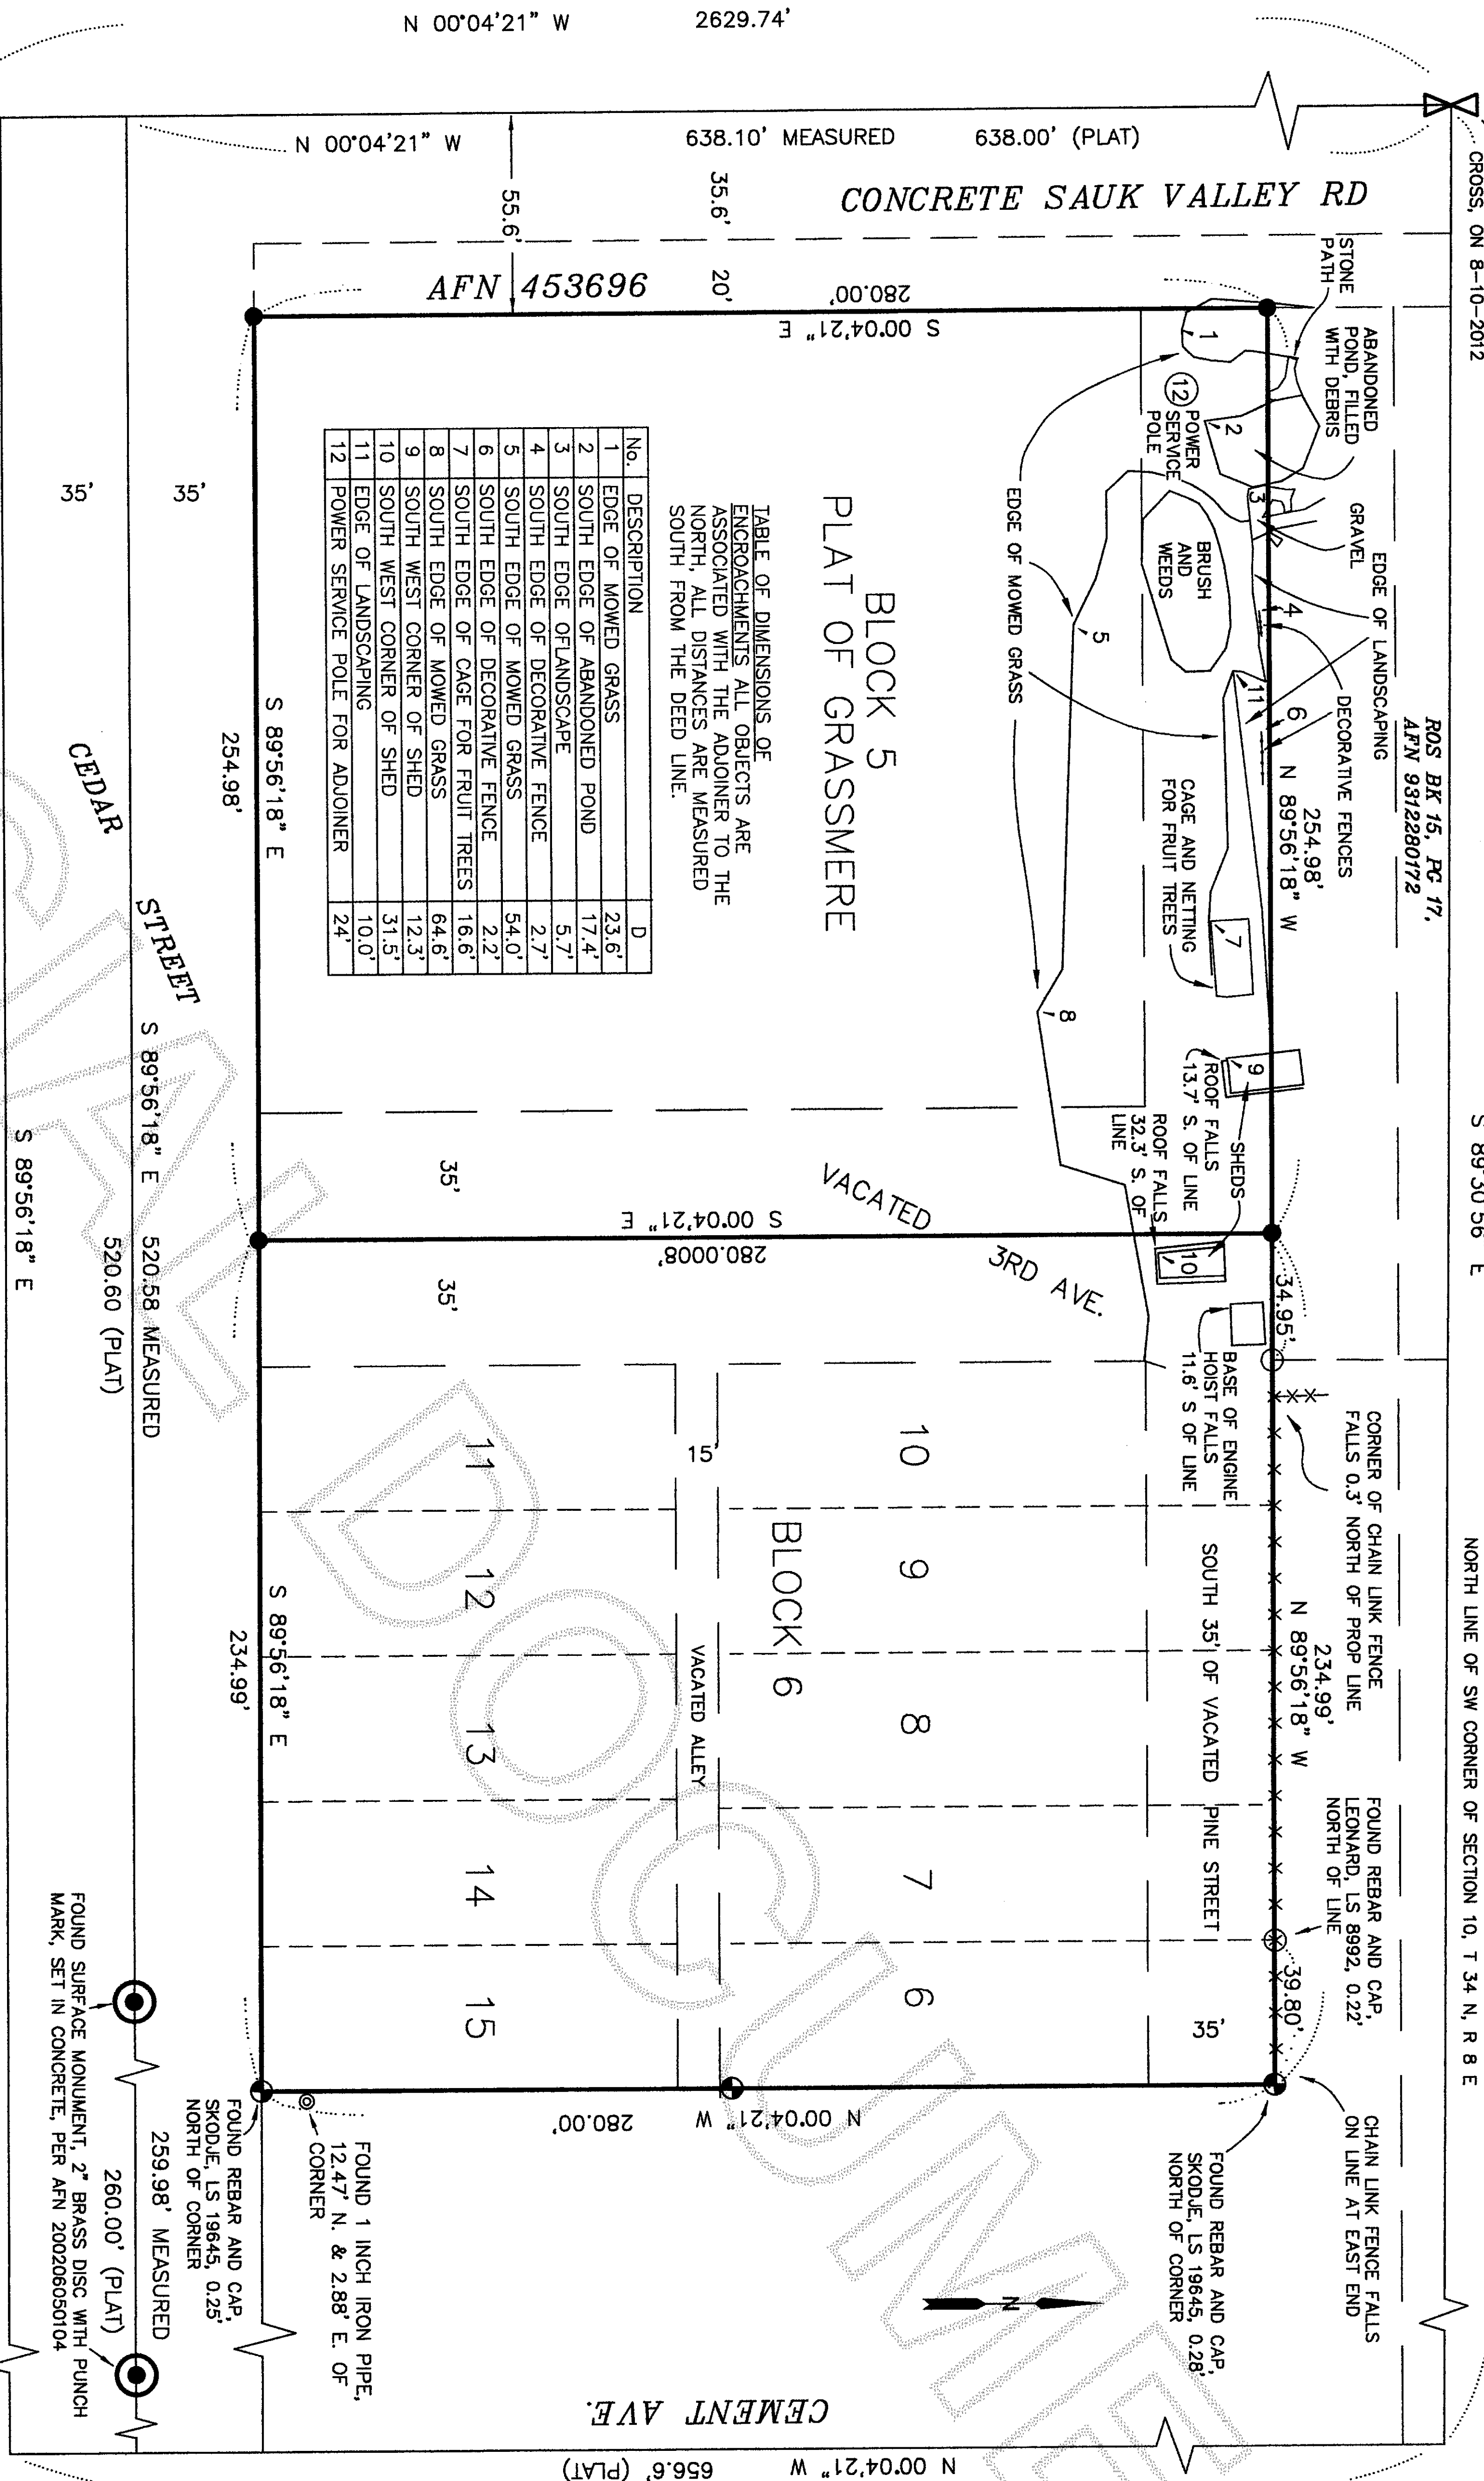 N 00°04'21" W 2629.74'
N 00°04'21" W 638.10' MEASURED 638.00' (PLAT)
CONCRETE SAUK VALLEY RD
CROSS, ON 8-10-2012
S 89°30'56" E
NORTH LINE OF SW CORNER OF SECTION 10, T 34 N, R 8 E
55.6'
35.6'
20'
AFN 453696
280.00'
S 00°04'21" E
STONE
PATH
ABANDONED
POND, FILLED
WITH DEBRIS
GRAVEL
EDGE OF LANDSCAPING
DECORATIVE FENCES
ROS BK 15, PG 17,
AFN 9312280172
254.98'
N 89°56'18" W
1
2
3
4
6
11
5
7
8
9
10
12
POWER
SERVICE
POLE
BRUSH
AND
WEEDS
EDGE OF MOWED GRASS
CAGE AND NETTING
FOR FRUIT TREES
SHEDS
ROOF FALLS
13.7' S. OF LINE
ROOF FALLS
32.3' S. OF
LINE
BLOCK 5
PLAT OF GRASSMERE
TABLE OF DIMENSIONS OF
ENCROACHMENTS ALL OBJECTS ARE
ASSOCIATED WITH THE ADJOINER TO THE
NORTH, ALL DISTANCES ARE MEASURED
SOUTH FROM THE DEED LINE.
No. DESCRIPTION D
1 EDGE OF MOWED GRASS 23.6'
2 SOUTH EDGE OF ABANDONED POND 17.4'
3 SOUTH EDGE OFLANDSCAPE 5.7'
4 SOUTH EDGE OF DECORATIVE FENCE 2.7'
5 SOUTH EDGE OF MOWED GRASS 54.0'
6 SOUTH EDGE OF DECORATIVE FENCE 2.2'
7 SOUTH EDGE OF CAGE FOR FRUIT TREES 16.6'
8 SOUTH EDGE OF MOWED GRASS 64.6'
9 SOUTH WEST CORNER OF SHED 12.3'
10 SOUTH WEST CORNER OF SHED 31.5'
11 EDGE OF LANDSCAPING 10.0'
12 POWER SERVICE POLE FOR ADJOINER 24'
S 89°56'18" E
254.98'
35'
35'
CEDAR STREET
S 89°56'18" E 520.58 MEASURED
520.60 (PLAT)
S 89°56'18" E
VACATED 3RD AVE.
S 00°04'21" E
280.0008'
35'
35'
34.95'
BASE OF ENGINE
HOIST FALLS
11.6' S OF LINE
CORNER OF CHAIN LINK FENCE
FALLS 0.3' NORTH OF PROP LINE
234.99'
N 89°56'18" W
FOUND REBAR AND CAP,
LEONARD, LS 8992, 0.22'
NORTH OF LINE
39.80'
CHAIN LINK FENCE FALLS
ON LINE AT EAST END
SOUTH 35' OF VACATED PINE STREET
35'
10
9
8
7
6
BLOCK 6
15'
VACATED ALLEY
11
12
13
14
15
S 89°56'18" E
234.99'
N 00°04'21" W
280.00'
FOUND REBAR AND CAP,
SKODJE, LS 19645, 0.28'
NORTH OF CORNER
N
FOUND 1 INCH IRON PIPE,
12.47' N. & 2.88' E. OF
CORNER
FOUND REBAR AND CAP,
SKODJE, LS 19645, 0.25'
NORTH OF CORNER
259.98' MEASURED
260.00' (PLAT)
FOUND SURFACE MONUMENT, 2" BRASS DISC WITH PUNCH
MARK, SET IN CONCRETE, PER AFN 200206050104
CEMENT AVE.
N 00°04'21" W 656.6' (PLAT)
CIAL DOCUME